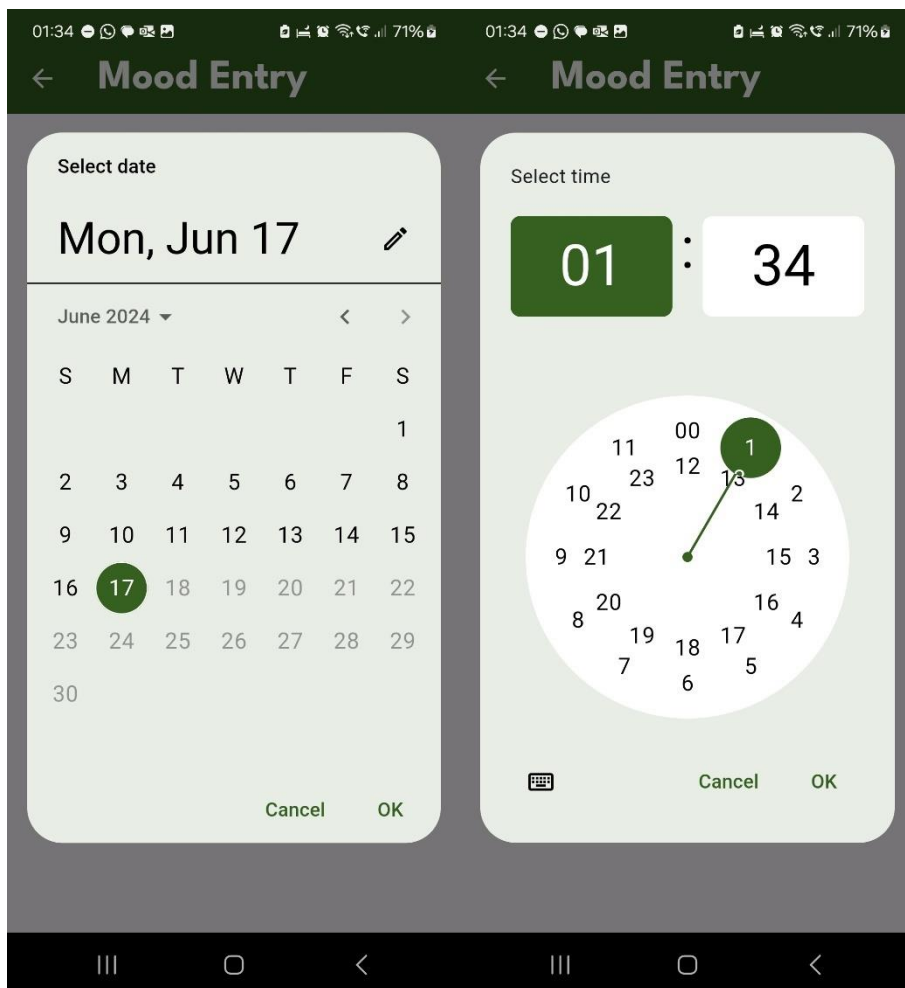 01:34 71%
Mood Entry
Select date
Mon, Jun 17
June 2024
S M T W T F S
1
2 3 4 5 6 7 8
9 10 11 12 13 14 15
16 17 18 19 20 21 22
23 24 25 26 27 28 29
30
Cancel OK
01:34 71%
Mood Entry
Select time
01 : 34
00
11 1
12
23 13
10 2
22 14
9 21 15 3
20 16
8 4
19 17
18
7 5
6
Cancel OK